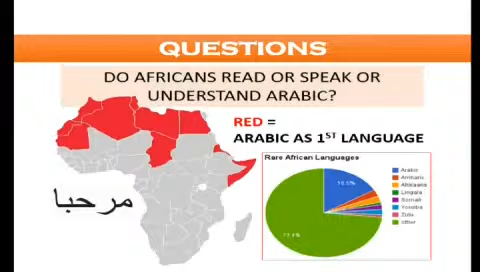 QUESTIONS
DO AFRICANS READ OR SPEAK OR
UNDERSTAND ARABIC?
RED =
ARABIC AS 1ST LANGUAGE
مرحبا
Rare African Languages
Arabic
Amharic
Lingala
Somali
Yoruba
Zulu
other